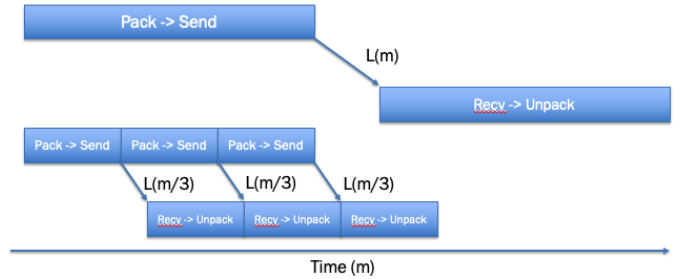 Pack -> Send
L(m)
Recv -> Unpack
Pack -> Send
Pack -> Send
Pack -> Send
L(m/3)
L(m/3)
L(m/3)
Recv -> Unpack
Recv -> Unpack
Recv -> Unpack
Time (m)